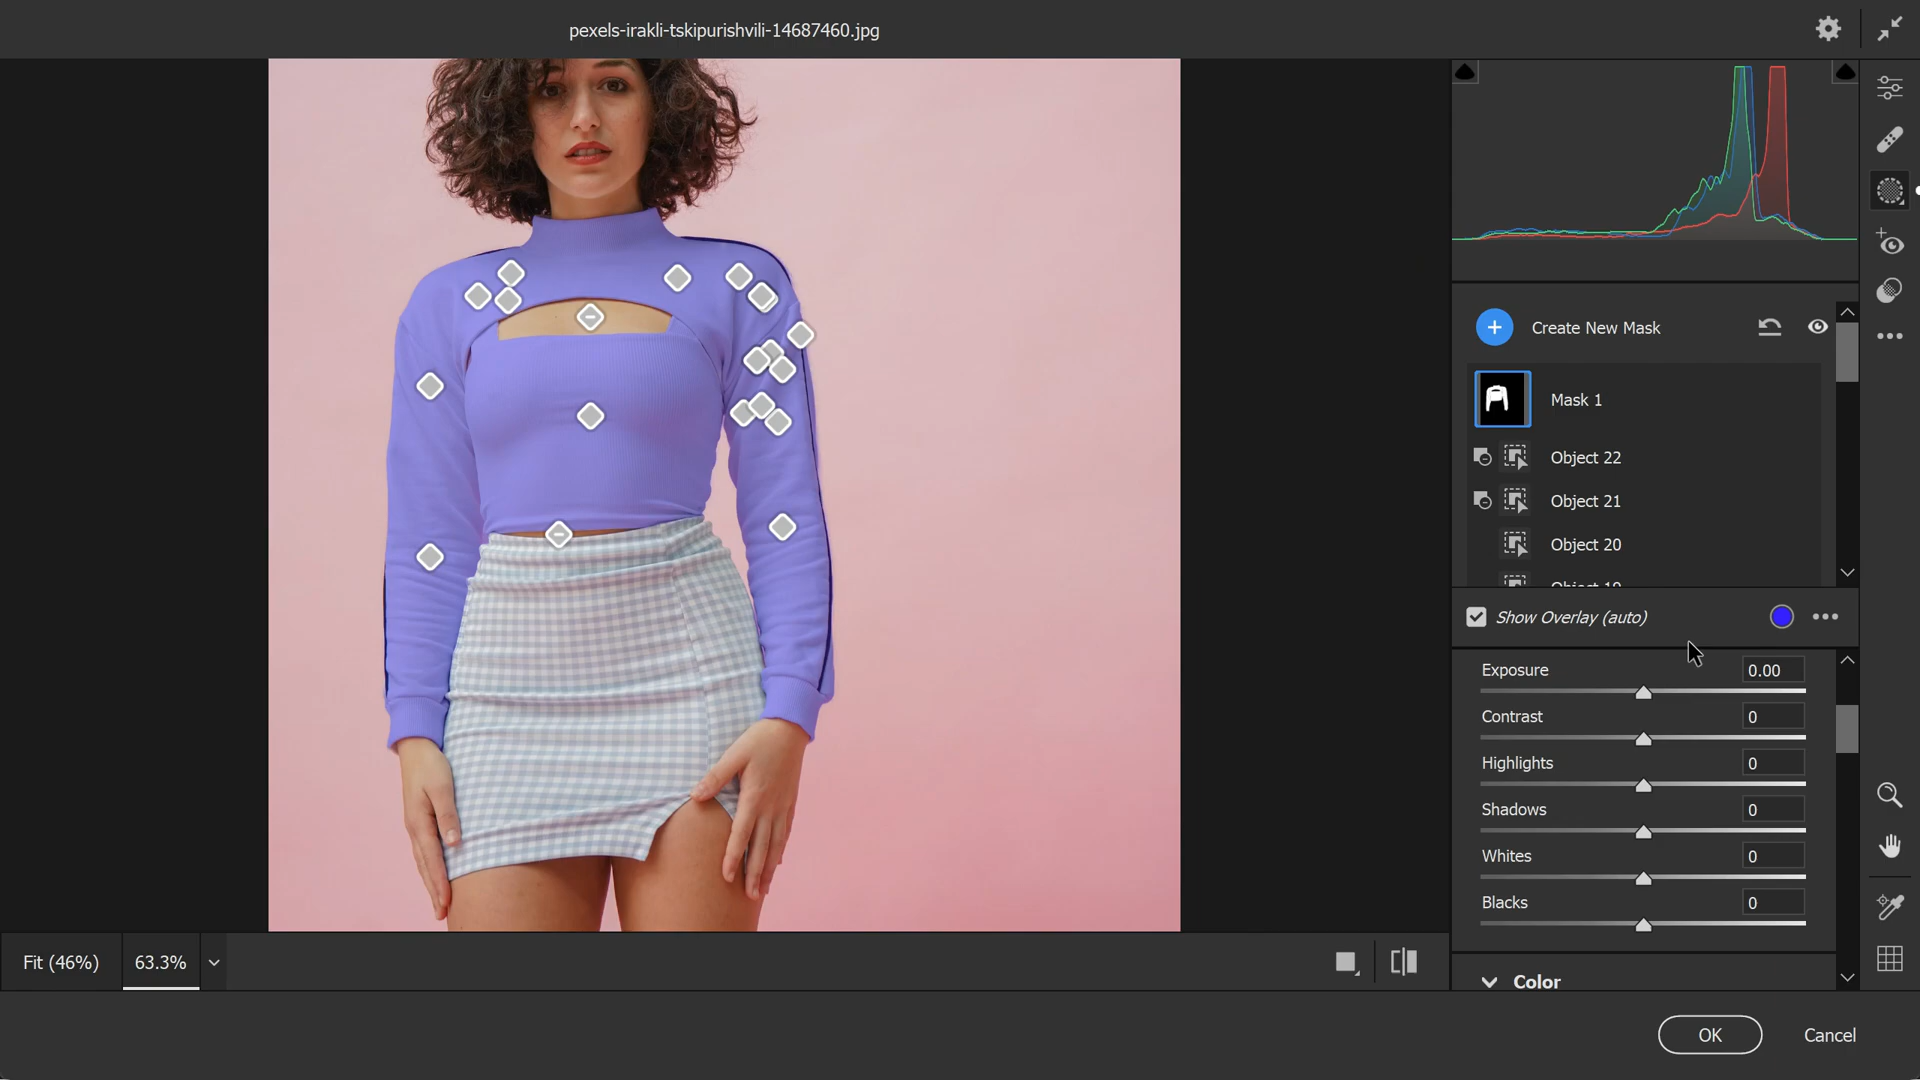 pexels-irakli-tskipurishvili-14687460.jpg
Create New Mask
Mask 1
Object 22
Object 21
Object 20
Object 19
Show Overlay (auto)
Exposure 0.00
Contrast 0
Highlights 0
Shadows 0
Whites 0
Blacks 0
Color
Fit (46%) 63.3%
OK Cancel